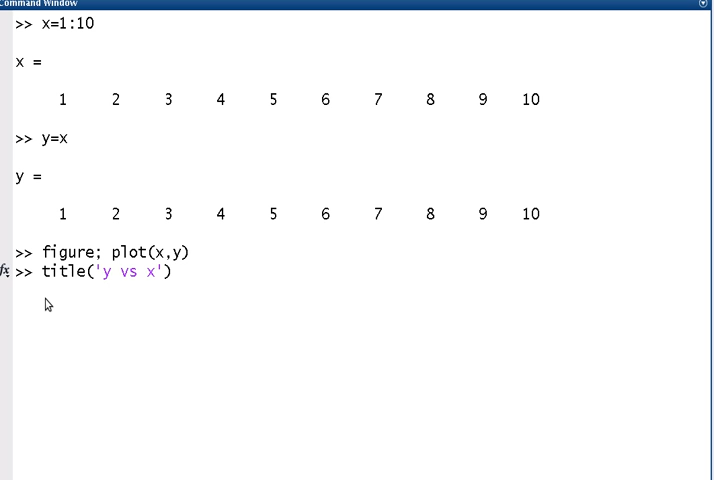 Command Window
>> x=1:10
x =
1 2 3 4 5 6 7 8 9 10
>> y=x
y =
1 2 3 4 5 6 7 8 9 10
>> figure; plot(x,y)
fx >> title('y vs x')